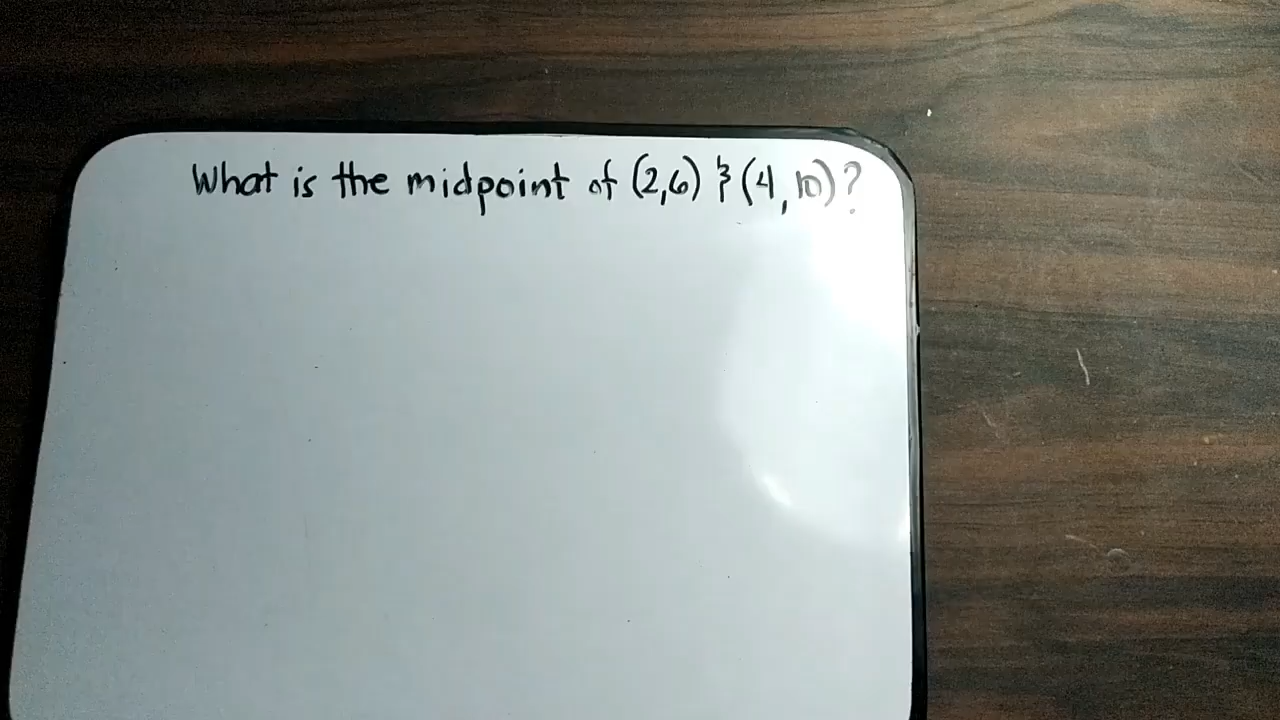 What is the midpoint of (2,6) & (4,10)?